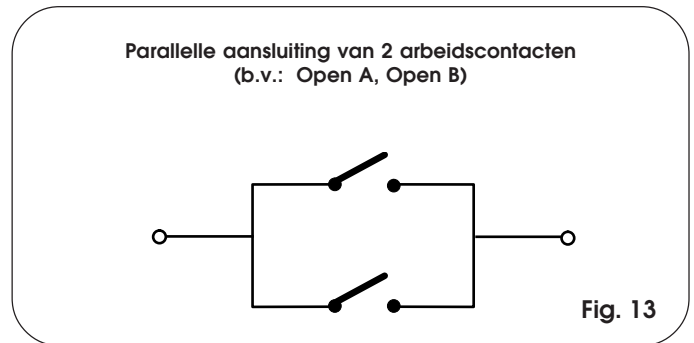 Parallelle aansluiting van 2 arbeidscontacten
(b.v.: Open A, Open B)
Fig. 13